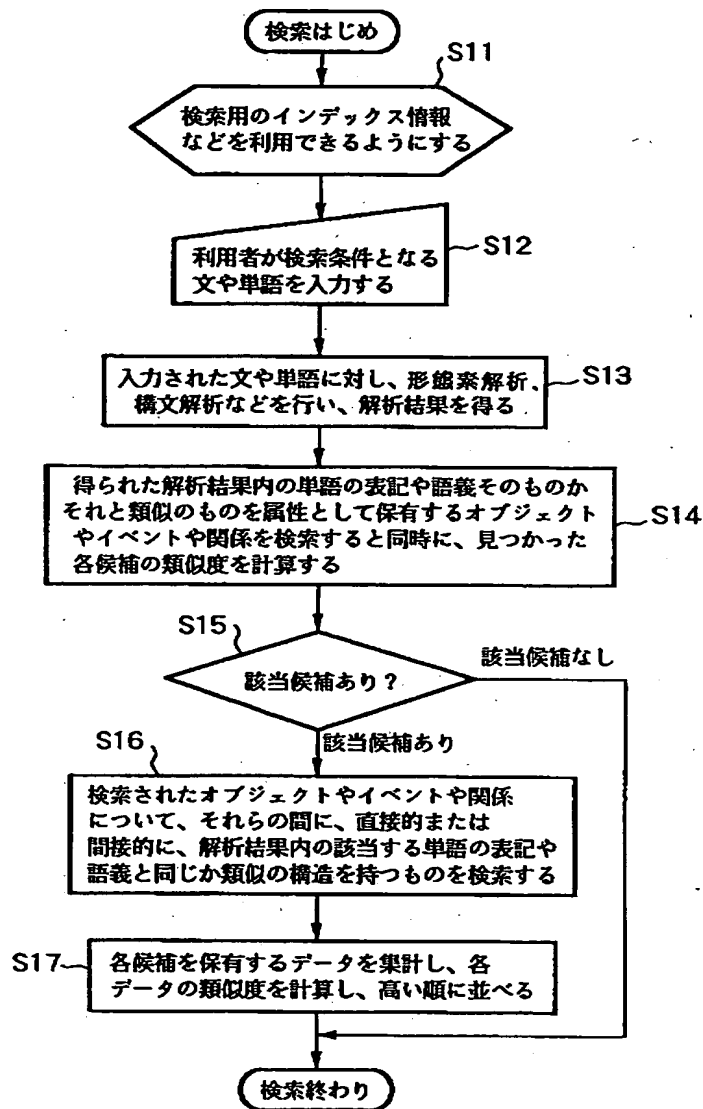 検索はじめ
S11
検索用のインデックス情報
などを利用できるようにする
S12
利用者が検索条件となる
文や単語を入力する
S13
入力された文や単語に対し、形態素解析、
構文解析などを行い、解析結果を得る
S14
得られた解析結果内の単語の表記や語義そのものか
それと類似のものを属性として保有するオブジェクト
やイベントや関係を検索すると同時に、見つかった
各候補の類似度を計算する
S15
該当候補あり？
該当候補なし
該当候補あり
S16
検索されたオブジェクトやイベントや関係
について、それらの間に、直接的または
間接的に、解析結果内の該当する単語の表記や
語義と同じか類似の構造を持つものを検索する
S17
各候補を保有するデータを集計し、各
データの類似度を計算し、高い順に並べる
検索終わり